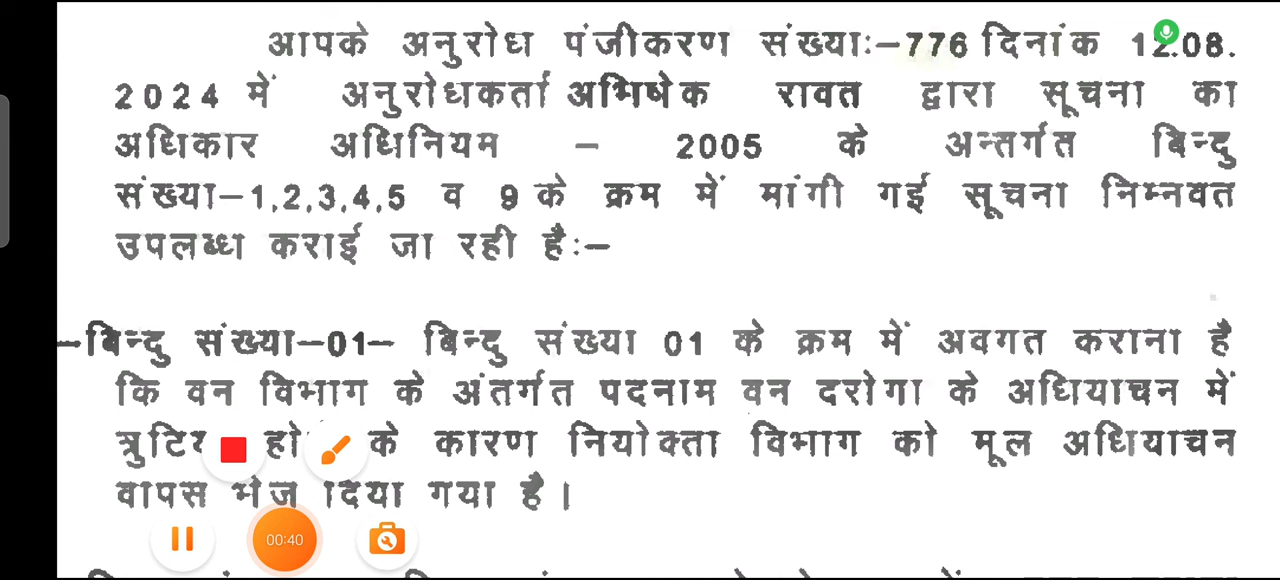 आपके अनुरोध पंजीकरण संख्याः–776 दिनांक 12.08.
2024 में अनुरोधकर्ता अभिषेक रावत द्वारा सूचना का
अधिकार अधिनियम – 2005 के अन्तर्गत बिन्दु
संख्या–1,2,3,4,5 व 9 के क्रम में मांगी गई सूचना निम्नवत
उपलब्ध कराई जा रही हैः–
–बिन्दु संख्या–01– बिन्दु संख्या 01 के क्रम में अवगत कराना है
कि वन विभाग के अंतर्गत पदनाम वन दरोगा के अधियाचन में
के कारण नियोक्ता विभाग को मूल अधियाचन
वापस भेज दिया गया है।
00:40